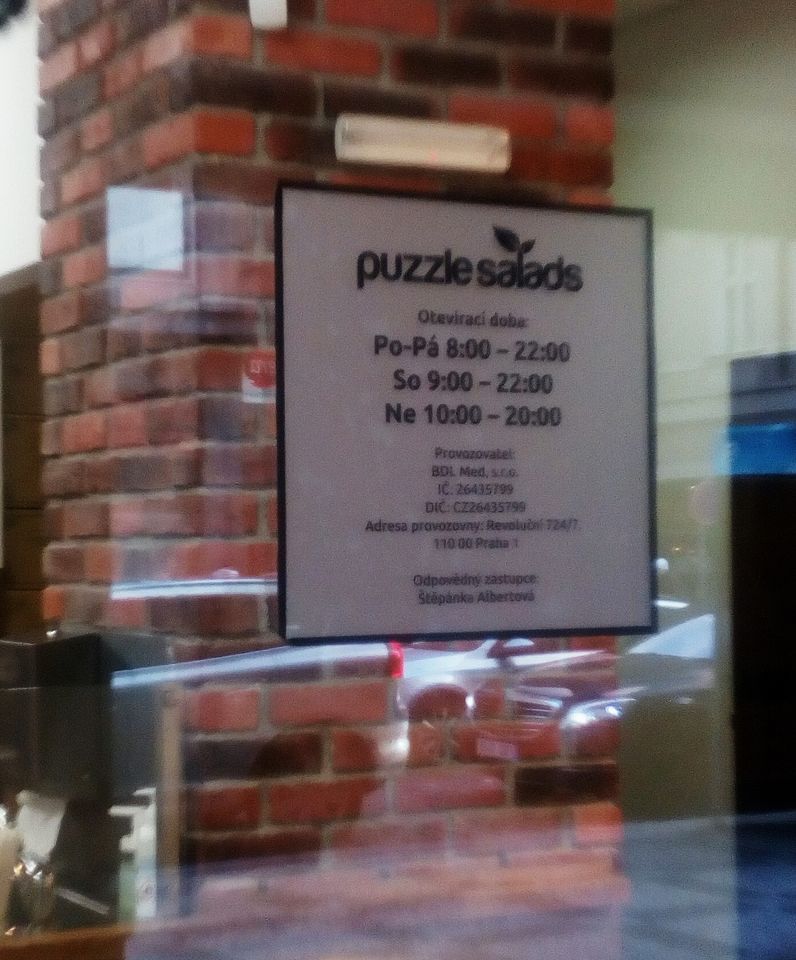 puzzle salads
Otevírací doba:
Po-Pá 8:00 – 22:00
So 9:00 – 22:00
Ne 10:00 – 20:00
Provozovatel:
BDL Med, s.r.o.
IČ: 26435799
DIČ: CZ26435799
Adresa provozovny: Revoluční 724/7
110 00 Praha 1
Odpovědný zástupce:
Štěpánka Albertová